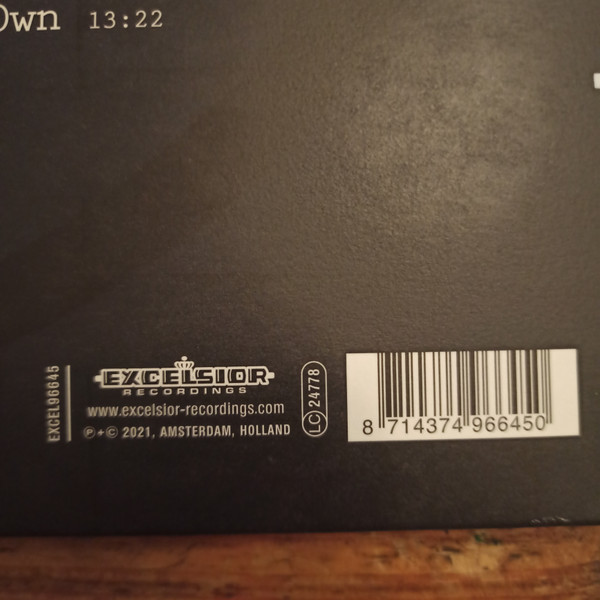 Own 13:22
EXCEL96645
EXCELSIOR
RECORDINGS
www.excelsior-recordings.com
℗+© 2021, AMSTERDAM, HOLLAND
LC 24778
8 714374 966450